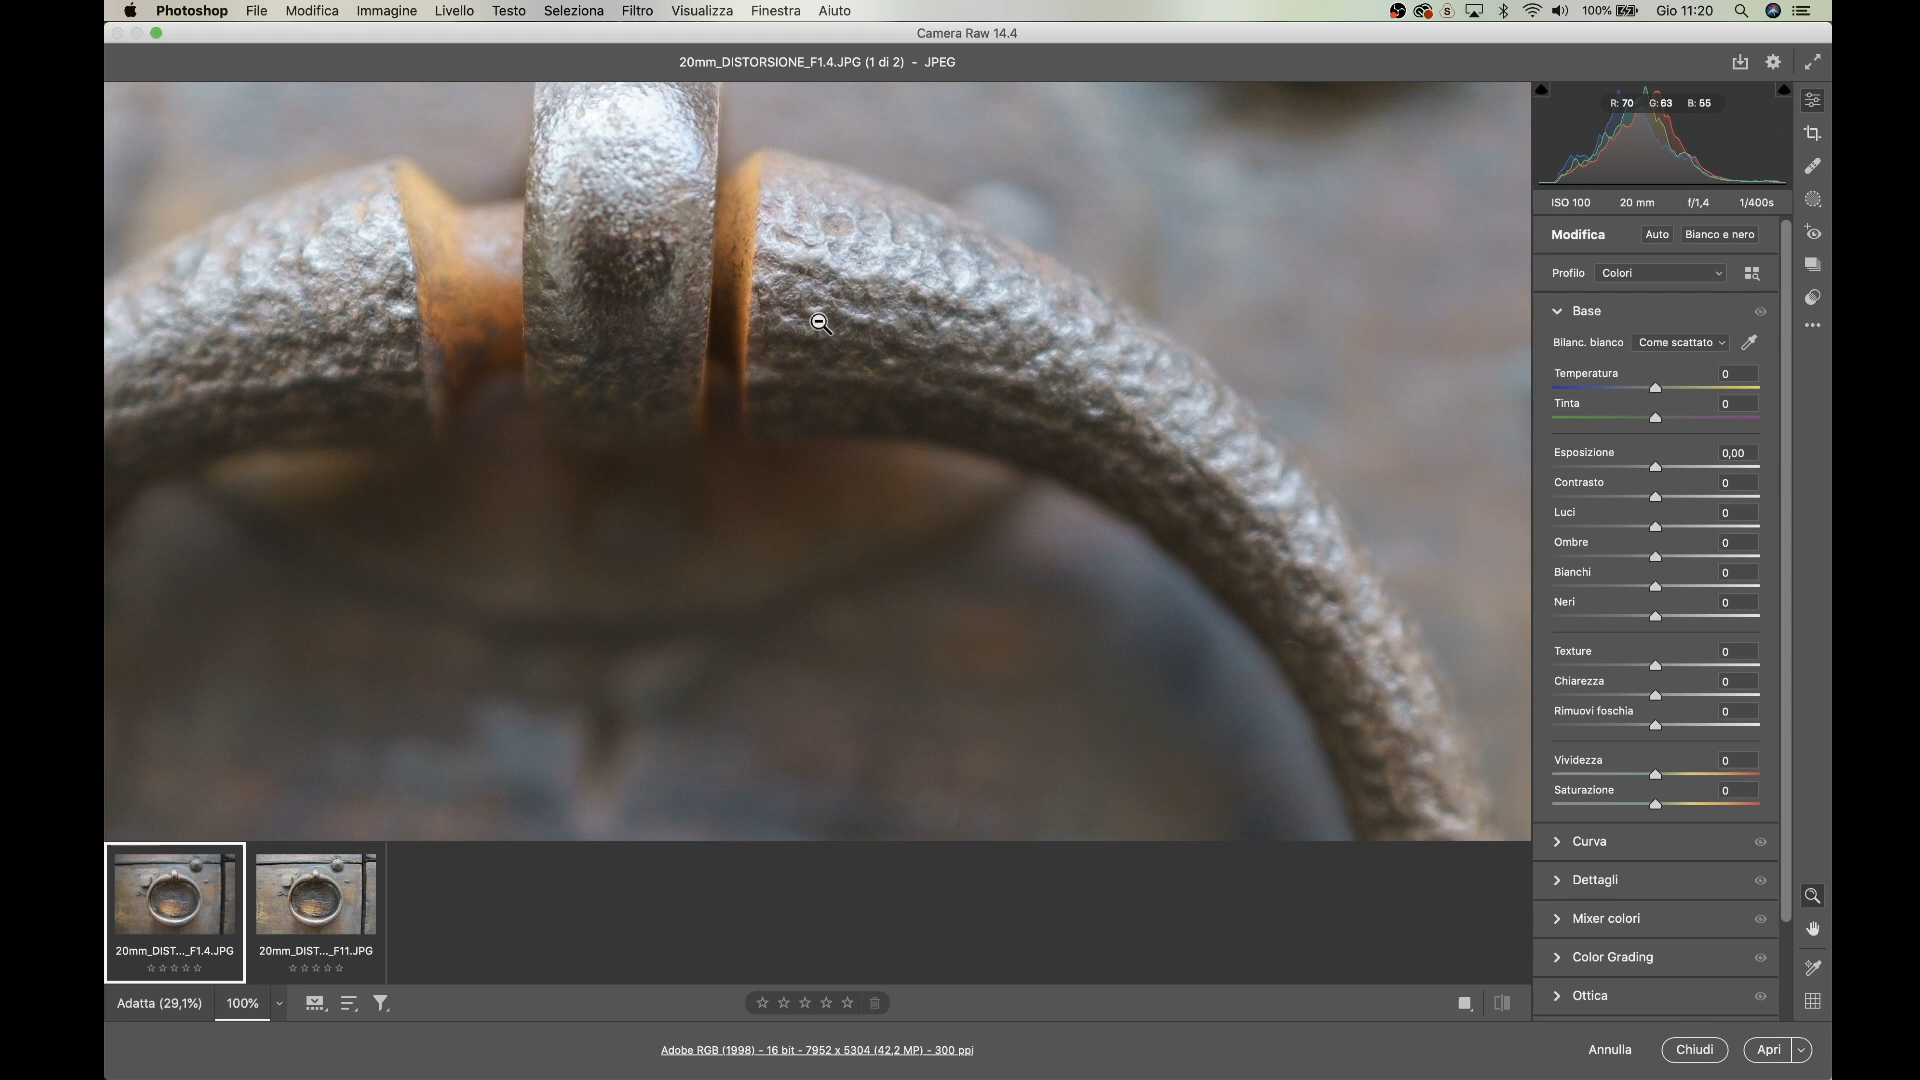 Photoshop File Modifica Immagine Livello Testo Seleziona Filtro Visualizza Finestra Aiuto 100% Gio 11:20
Camera Raw 14.4
20mm_DISTORSIONE_F1.4.JPG (1 di 2) - JPEG
R: 70 G: 63 B: 55
ISO 100 20 mm f/1,4 1/400s
Modifica Auto Bianco e nero
Profilo Colori
Base
Bilanc. bianco Come scattato
Temperatura 0
Tinta 0
Esposizione 0,00
Contrasto 0
Luci 0
Ombre 0
Bianchi 0
Neri 0
Texture 0
Chiarezza 0
Rimuovi foschia 0
Vividezza 0
Saturazione 0
Curva
Dettagli
Mixer colori
Color Grading
Ottica
20mm_DIST..._F1.4.JPG 20mm_DIST..._F11.JPG
Adatta (29,1%) 100%
Adobe RGB (1998) - 16 bit - 7952 x 5304 (42,2 MP) - 300 ppi
Annulla Chiudi Apri